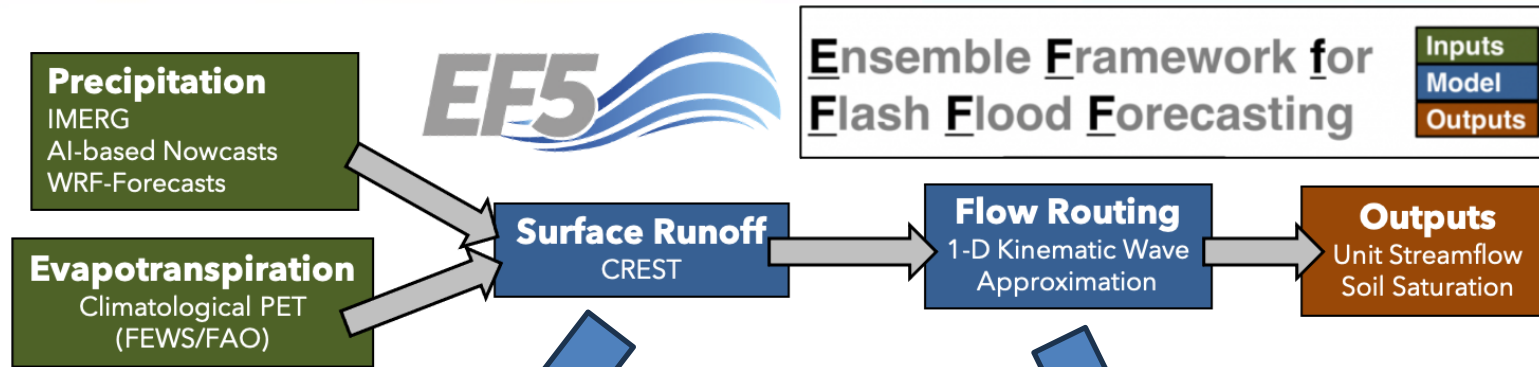 Precipitation
IMERG
AI-based Nowcasts
WRF-Forecasts
Evapotranspiration
Climatological PET
(FEWS/FAO)
EF5
Ensemble Framework for
Flash Flood Forecasting
Inputs
Model
Outputs
Surface Runoff
CREST
Flow Routing
1-D Kinematic Wave
Approximation
Outputs
Unit Streamflow
Soil Saturation